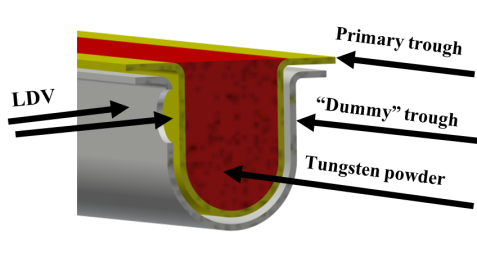 Primary trough
LDV
“Dummy” trough
Tungsten powder